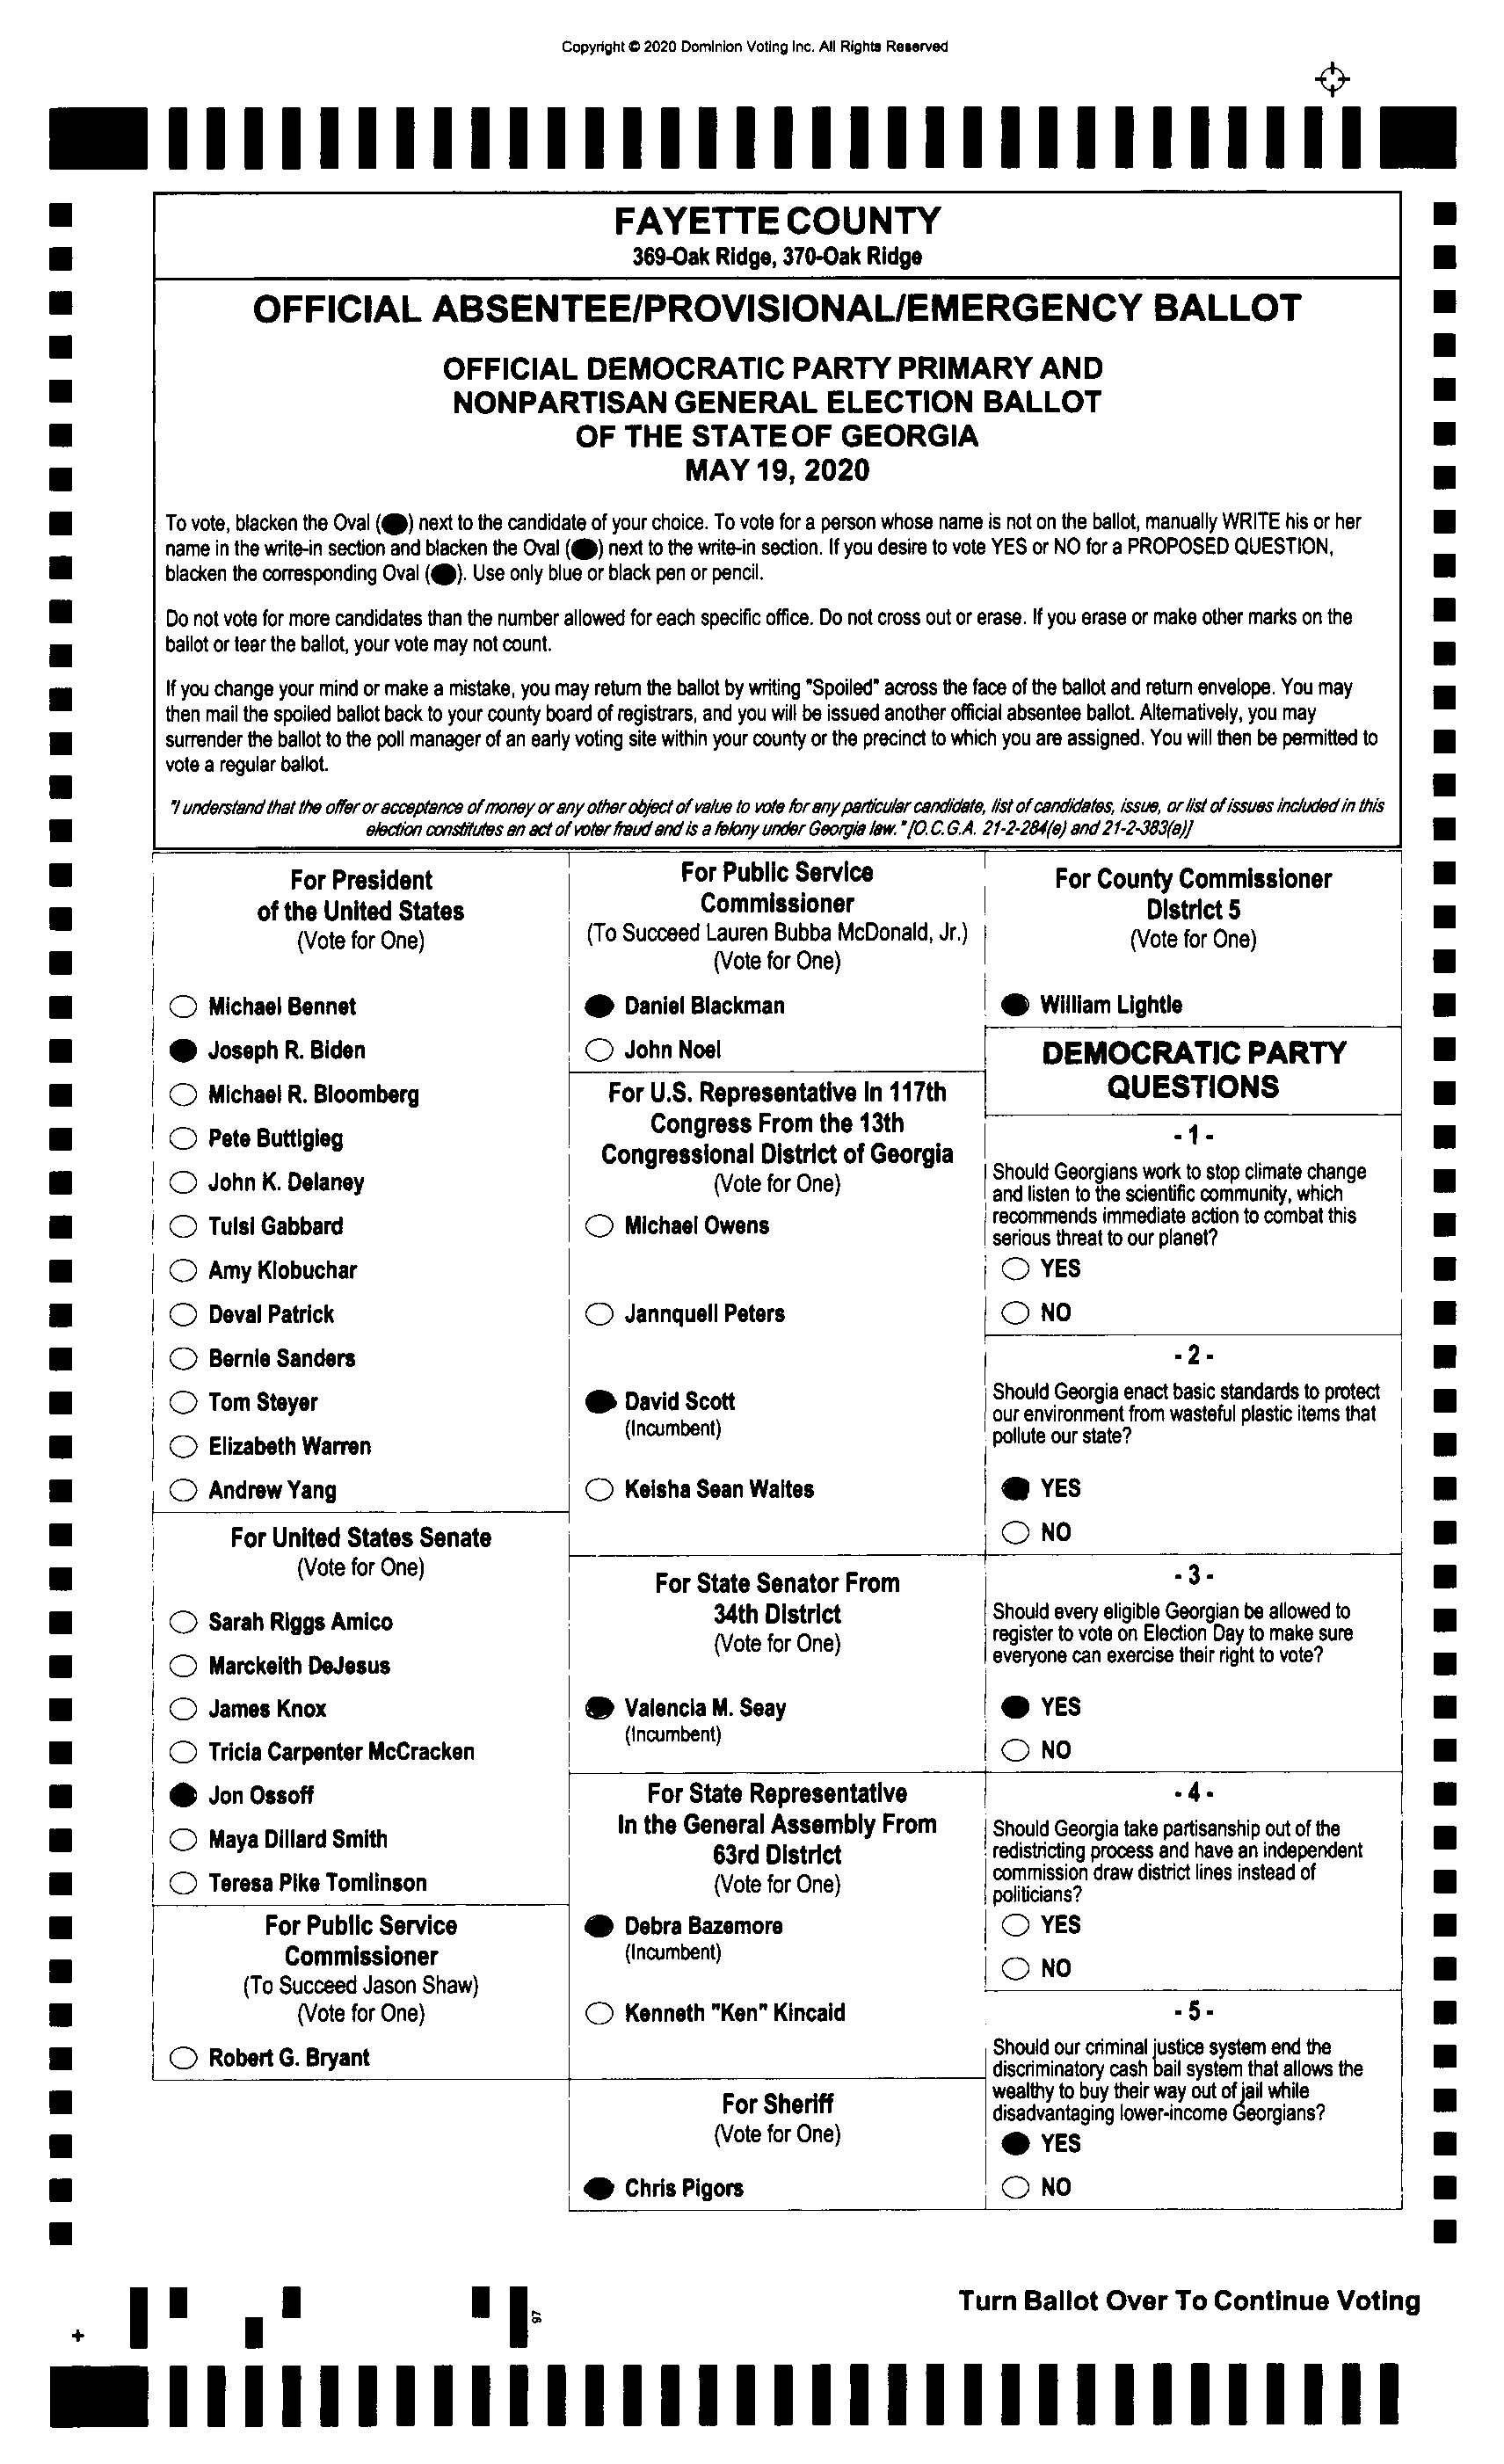 Copyright © 2020 Dominion Voting Inc. All Rights Reserved
FAYETTE COUNTY
369-Oak Ridge, 370-Oak Ridge
OFFICIAL ABSENTEE/PROVISIONAL/EMERGENCY BALLOT
OFFICIAL DEMOCRATIC PARTY PRIMARY AND
NONPARTISAN GENERAL ELECTION BALLOT
OF THE STATE OF GEORGIA
MAY 19, 2020
To vote, blacken the Oval (●) next to the candidate of your choice. To vote for a person whose name is not on the ballot, manually WRITE his or her
name in the write-in section and blacken the Oval (●) next to the write-in section. If you desire to vote YES or NO for a PROPOSED QUESTION,
blacken the corresponding Oval (●). Use only blue or black pen or pencil.
Do not vote for more candidates than the number allowed for each specific office. Do not cross out or erase. If you erase or make other marks on the
ballot or tear the ballot, your vote may not count.
If you change your mind or make a mistake, you may return the ballot by writing "Spoiled" across the face of the ballot and return envelope. You may
then mail the spoiled ballot back to your county board of registrars, and you will be issued another official absentee ballot. Alternatively, you may
surrender the ballot to the poll manager of an early voting site within your county or the precinct to which you are assigned. You will then be permitted to
vote a regular ballot.
"I understand that the offer or acceptance of money or any other object of value to vote for any particular candidate, list of candidates, issue, or list of issues included in this
election constitutes an act of voter fraud and is a felony under Georgia law." [O.C.G.A. 21-2-284(e) and 21-2-383(a)]
For President
of the United States
(Vote for One)
Michael Bennet
Joseph R. Biden
Michael R. Bloomberg
Pete Buttigieg
John K. Delaney
Tulsi Gabbard
Amy Klobuchar
Deval Patrick
Bernie Sanders
Tom Steyer
Elizabeth Warren
Andrew Yang
For United States Senate
(Vote for One)
Sarah Riggs Amico
Marckeith DeJesus
James Knox
Tricia Carpenter McCracken
Jon Ossoff
Maya Dillard Smith
Teresa Pike Tomlinson
For Public Service
Commissioner
(To Succeed Jason Shaw)
(Vote for One)
Robert G. Bryant
For Public Service
Commissioner
(To Succeed Lauren Bubba McDonald, Jr.)
(Vote for One)
Daniel Blackman
John Noel
For U.S. Representative in 117th
Congress From the 13th
Congressional District of Georgia
(Vote for One)
Michael Owens
Jannquell Peters
David Scott
(Incumbent)
Keisha Sean Waites
For State Senator From
34th District
(Vote for One)
Valencia M. Seay
(Incumbent)
For State Representative
In the General Assembly From
63rd District
(Vote for One)
Debra Bazemore
(Incumbent)
Kenneth "Ken" Kincaid
For Sheriff
(Vote for One)
Chris Pigors
For County Commissioner
District 5
(Vote for One)
William Lightle
DEMOCRATIC PARTY
QUESTIONS
- 1 -
Should Georgians work to stop climate change
and listen to the scientific community, which
recommends immediate action to combat this
serious threat to our planet?
YES
NO
- 2 -
Should Georgia enact basic standards to protect
our environment from wasteful plastic items that
pollute our state?
YES
NO
- 3 -
Should every eligible Georgian be allowed to
register to vote on Election Day to make sure
everyone can exercise their right to vote?
YES
NO
- 4 -
Should Georgia take partisanship out of the
redistricting process and have an independent
commission draw district lines instead of
politicians?
YES
NO
- 5 -
Should our criminal justice system end the
discriminatory cash bail system that allows the
wealthy to buy their way out of jail while
disadvantaging lower-income Georgians?
YES
NO
Turn Ballot Over To Continue Voting
97
+